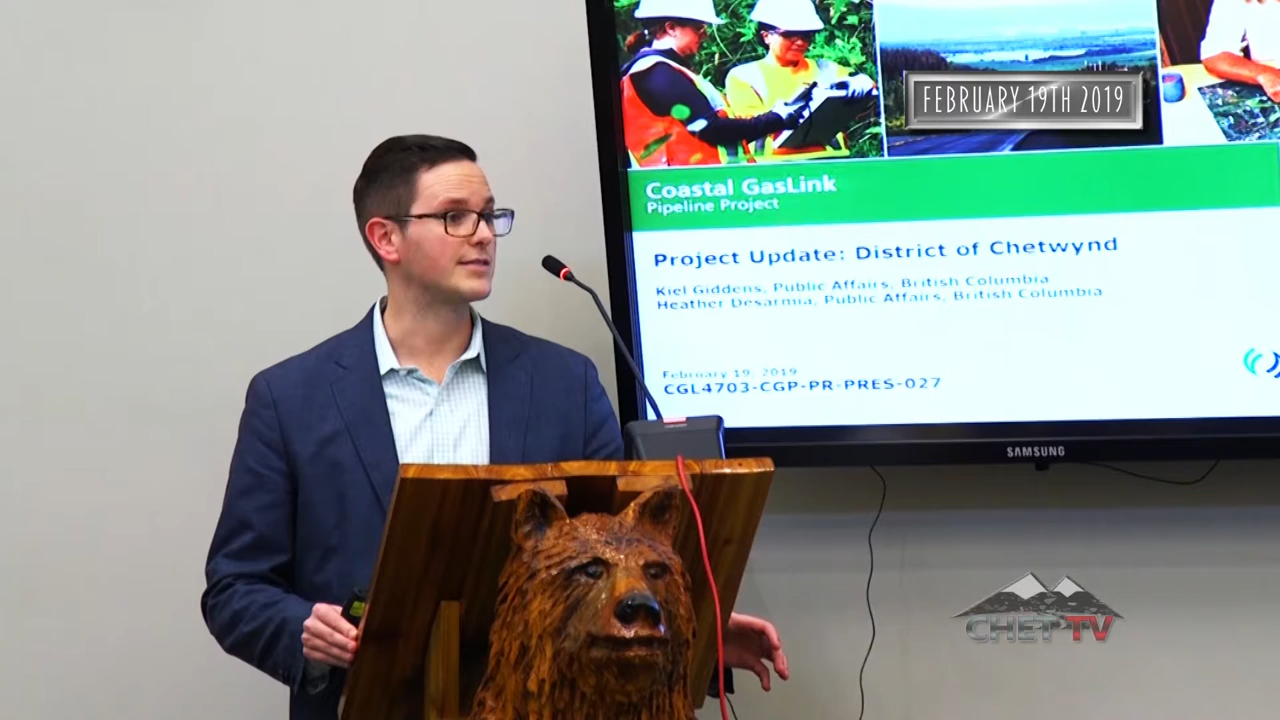 FEBRUARY 19TH 2019
Coastal GasLink
Pipeline Project
Project Update: District of Chetwynd
Kiel Giddens, Public Affairs, British Columbia
Heather Desarmia, Public Affairs, British Columbia
February 19, 2019
CGL4703-CGP-PR-PRES-027
SAMSUNG
CHET TV